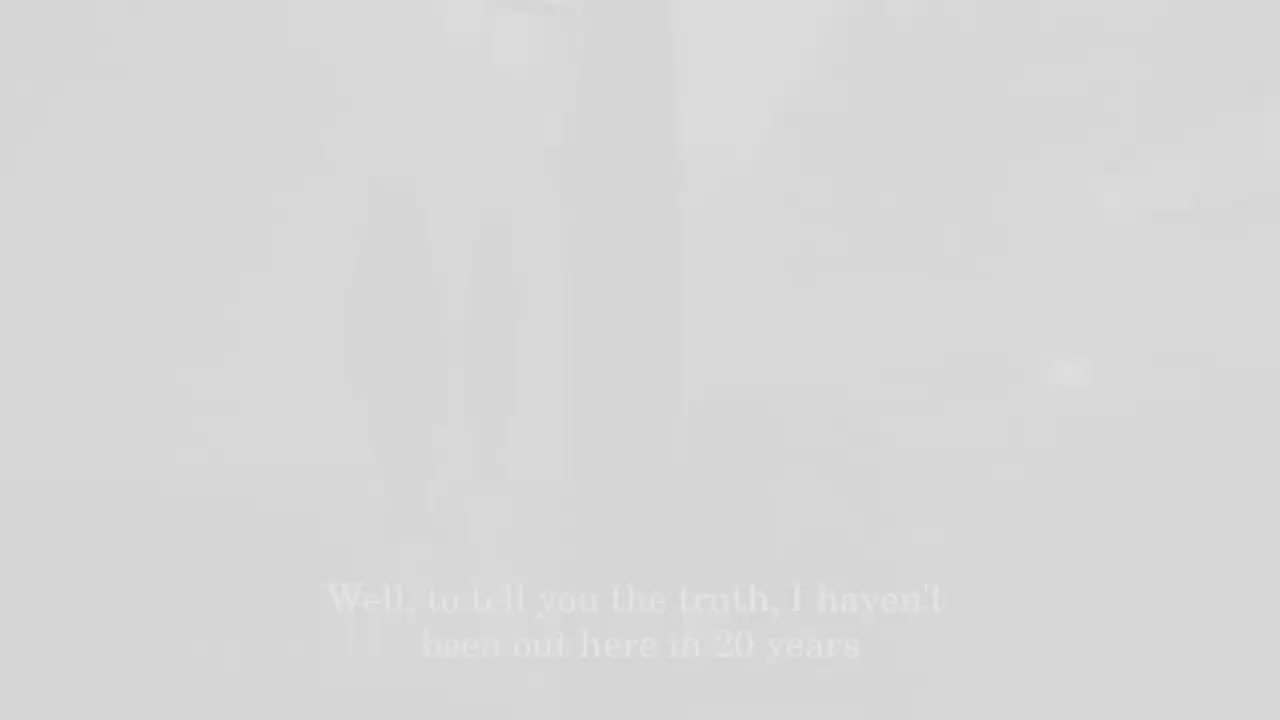 Well, to tell you the truth, I haven't
been out here in 20 years